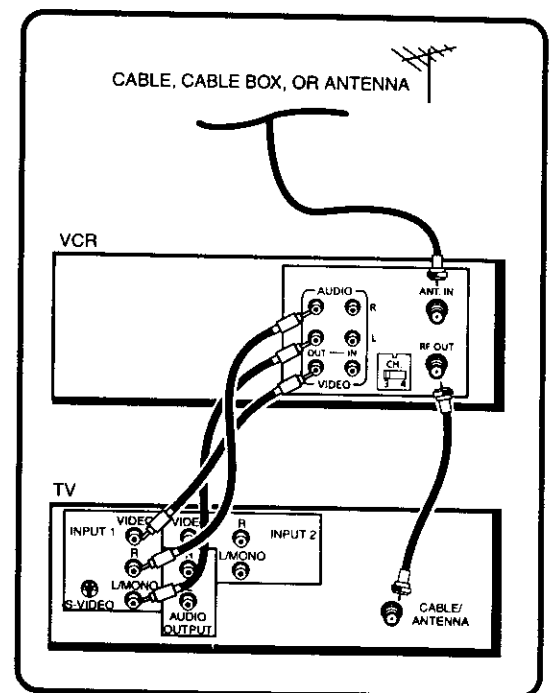 CABLE, CABLE BOX, OR ANTENNA
VCR
AUDIO
R
ANT. IN
L
RF OUT
OUT IN
CH.
3 4
VIDEO
TV
INPUT 1
VIDEO
VIDE
R
INPUT 2
R
L/MONO
L/MONO
S-VIDEO
AUDIO
OUTPUT
CABLE/
ANTENNA